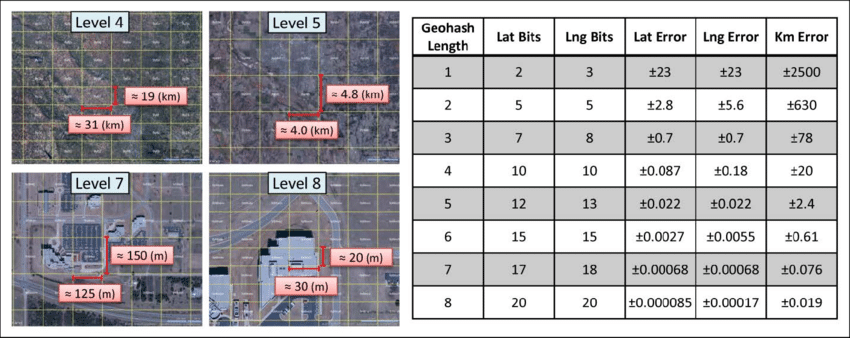 Level 4
≈ 19 (km)
≈ 31 (km)
Level 5
≈ 4.8 (km)
≈ 4.0 (km)
Level 7
≈ 150 (m)
≈ 125 (m)
Level 8
≈ 20 (m)
≈ 30 (m)
Geohash Length Lat Bits Lng Bits Lat Error Lng Error Km Error
1 2 3 ±23 ±23 ±2500
2 5 5 ±2.8 ±5.6 ±630
3 7 8 ±0.7 ±0.7 ±78
4 10 10 ±0.087 ±0.18 ±20
5 12 13 ±0.022 ±0.022 ±2.4
6 15 15 ±0.0027 ±0.0055 ±0.61
7 17 18 ±0.00068 ±0.00068 ±0.076
8 20 20 ±0.000085 ±0.00017 ±0.019